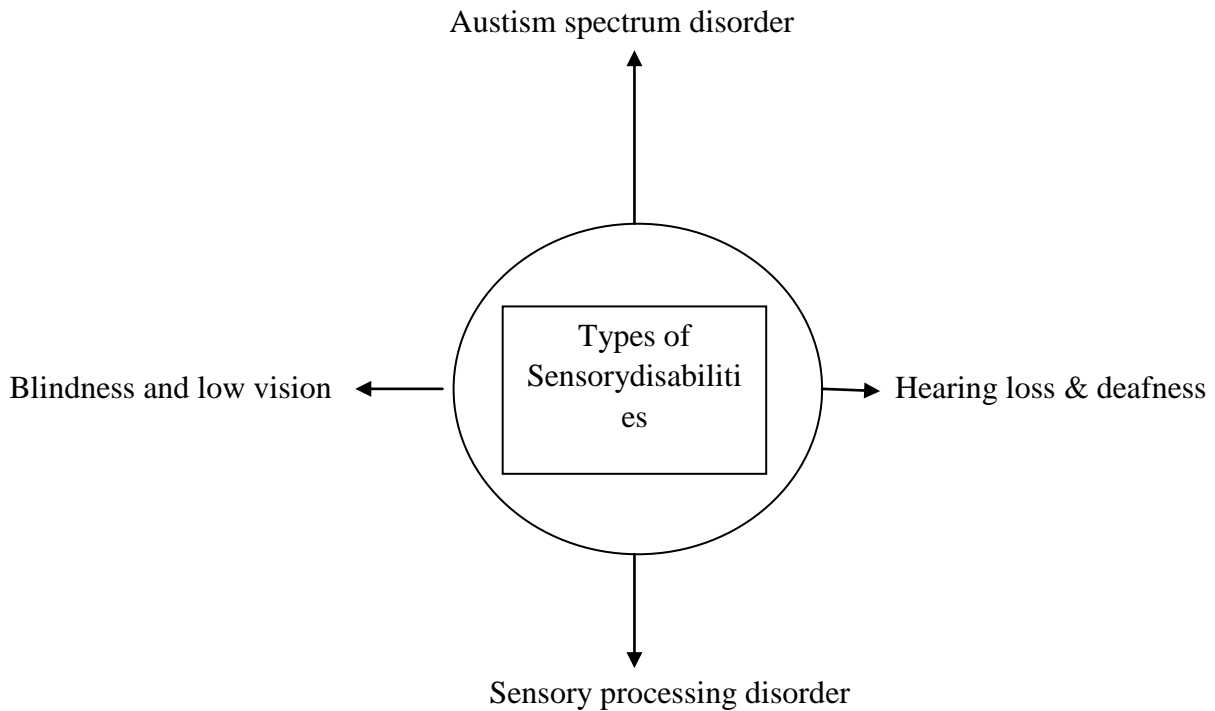 Austism spectrum disorder
Types of
Sensorydisabiliti
es
Blindness and low vision
Hearing loss & deafness
Sensory processing disorder